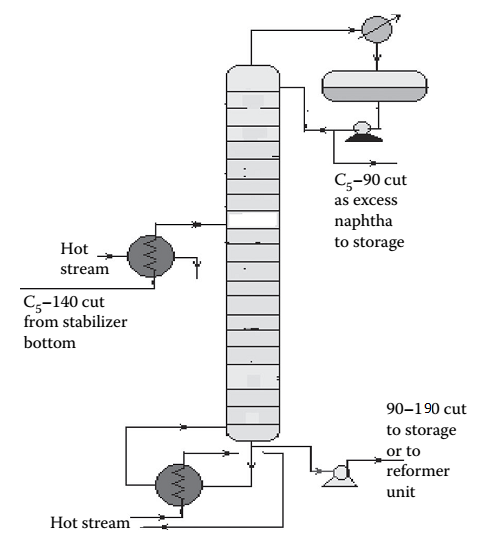 C5–90 cut
as excess
naphtha
to storage
Hot
stream
C5–140 cut
from stabilizer
bottom
90–190 cut
to storage
or to
reformer
unit
Hot stream